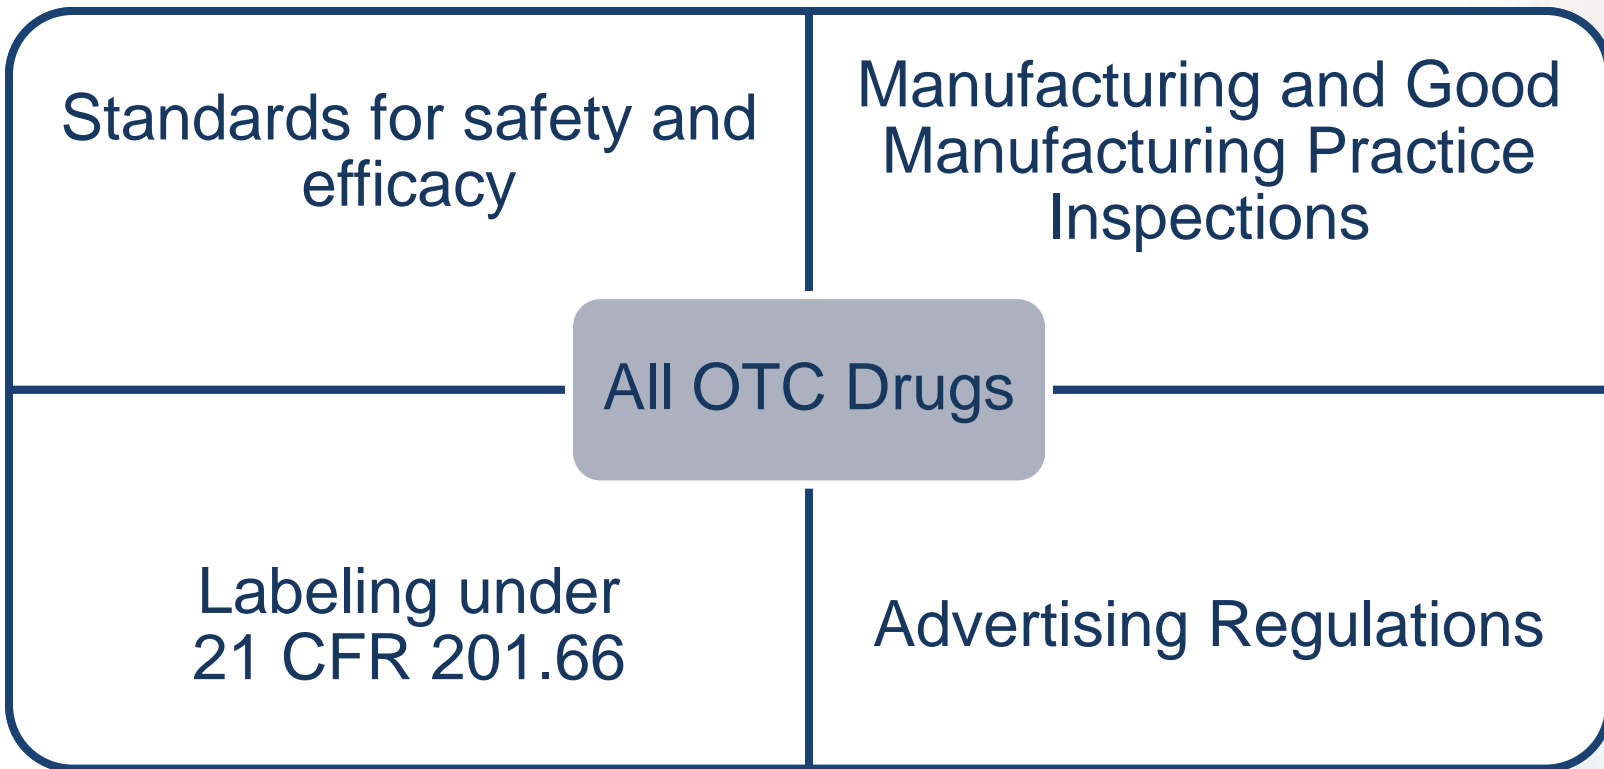 Standards for safety and
efficacy
Manufacturing and Good
Manufacturing Practice
Inspections
All OTC Drugs
Labeling under
21 CFR 201.66
Advertising Regulations